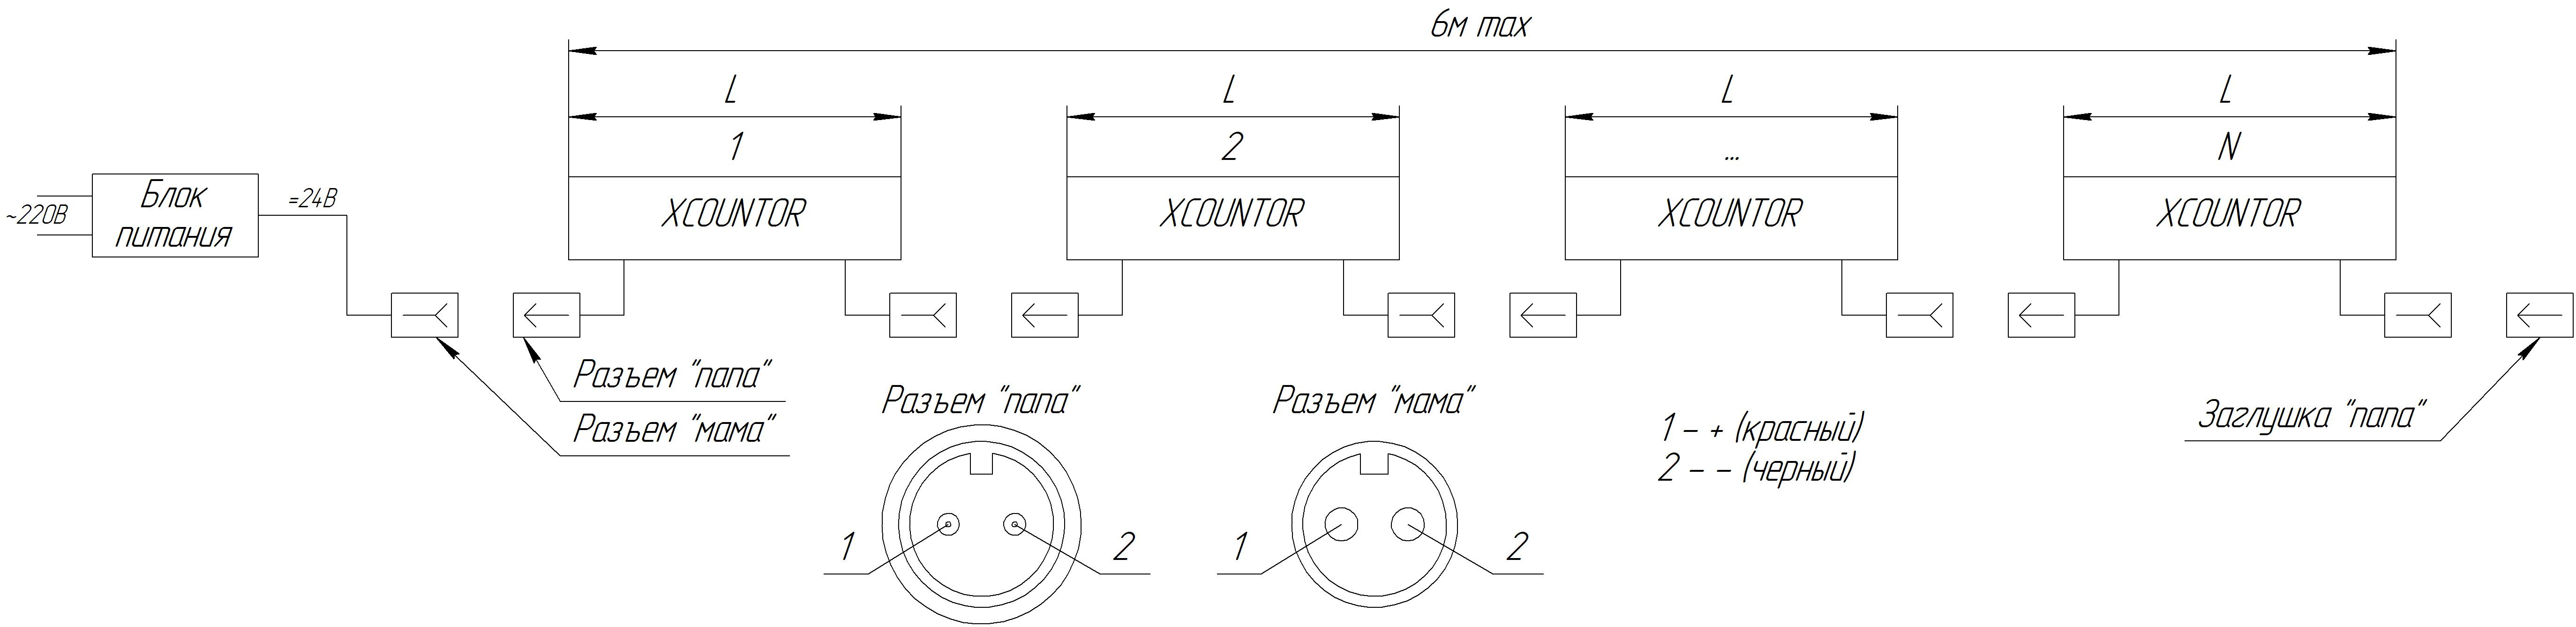 6м max
L
L
L
L
1
2
...
N
~220В
Блок
питания
=24В
XCOUNTOR
XCOUNTOR
XCOUNTOR
XCOUNTOR
Разъем "папа"
Разъем "мама"
Разъем "папа"
Разъем "мама"
1 – + (красный)
2 – – (черный)
Заглушка "папа"
1
2
1
2